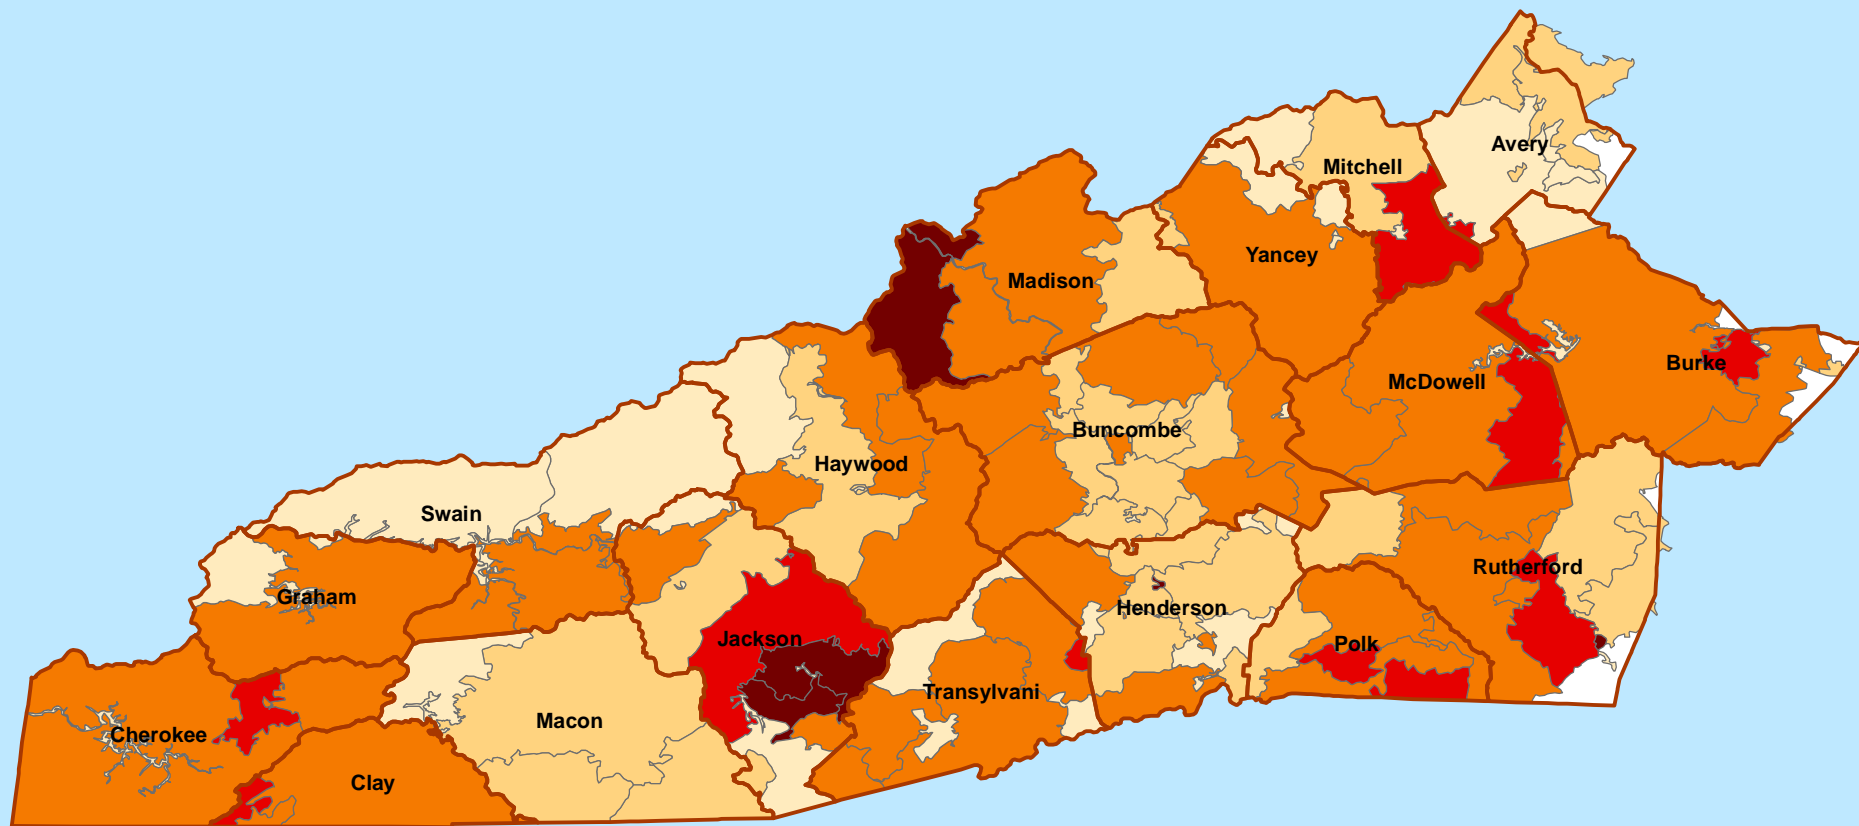 Avery
Mitchell
Yancey
Madison
Burke
McDowell
Buncombe
Haywood
Swain
Rutherford
Graham
Henderson
Jackson
Polk
Transylvani
Macon
Cherokee
Clay